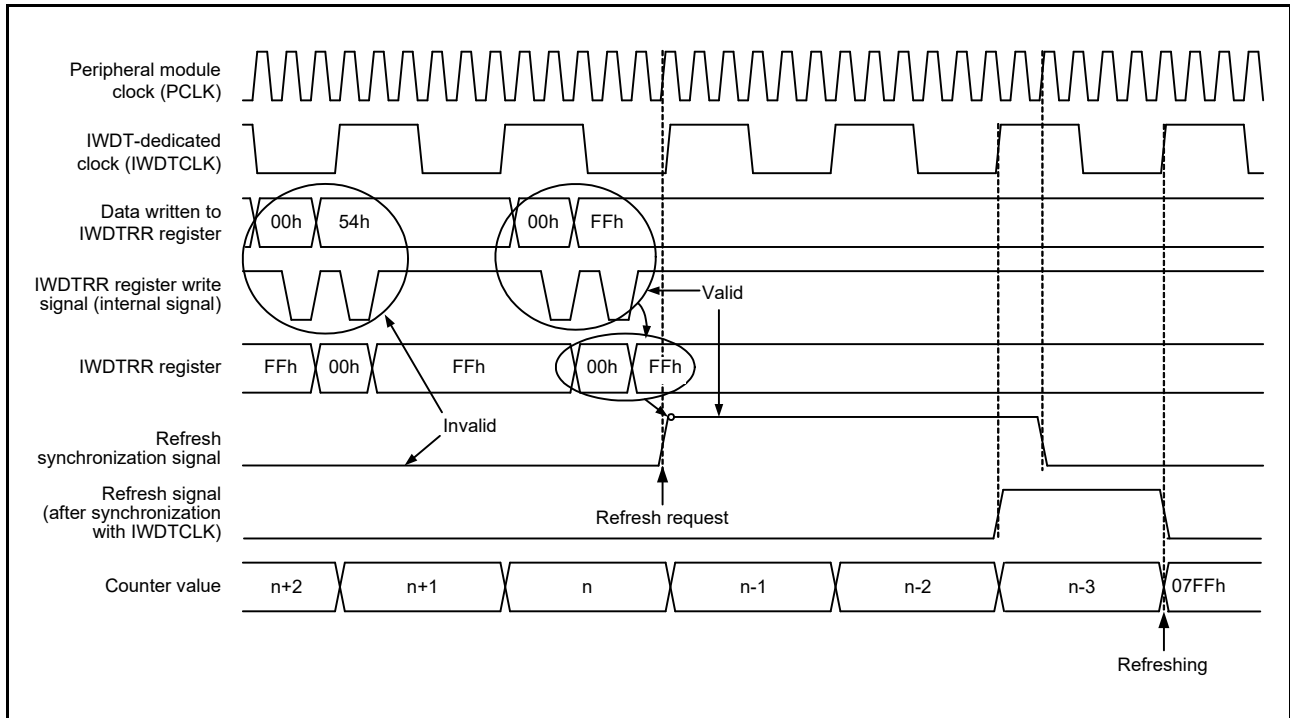 Peripheral module
clock (PCLK)
IWDT-dedicated
clock (IWDTCLK)
Data written to
IWDTRR register
00h
54h
00h
FFh
IWDTRR register write
signal (internal signal)
Valid
IWDTRR register
FFh
00h
FFh
00h
FFh
Invalid
Refresh
synchronization signal
Refresh signal
(after synchronization
with IWDTCLK)
Refresh request
Counter value
n+2
n+1
n
n-1
n-2
n-3
07FFh
Refreshing